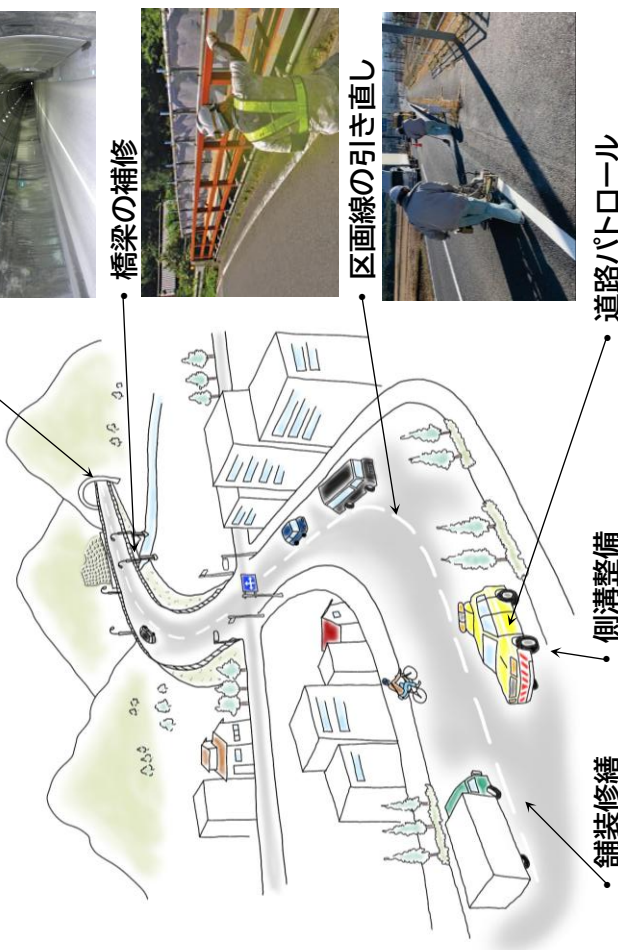 橋梁の補修
区画線の引き直し
道路パトロール
側溝整備
舗装修繕